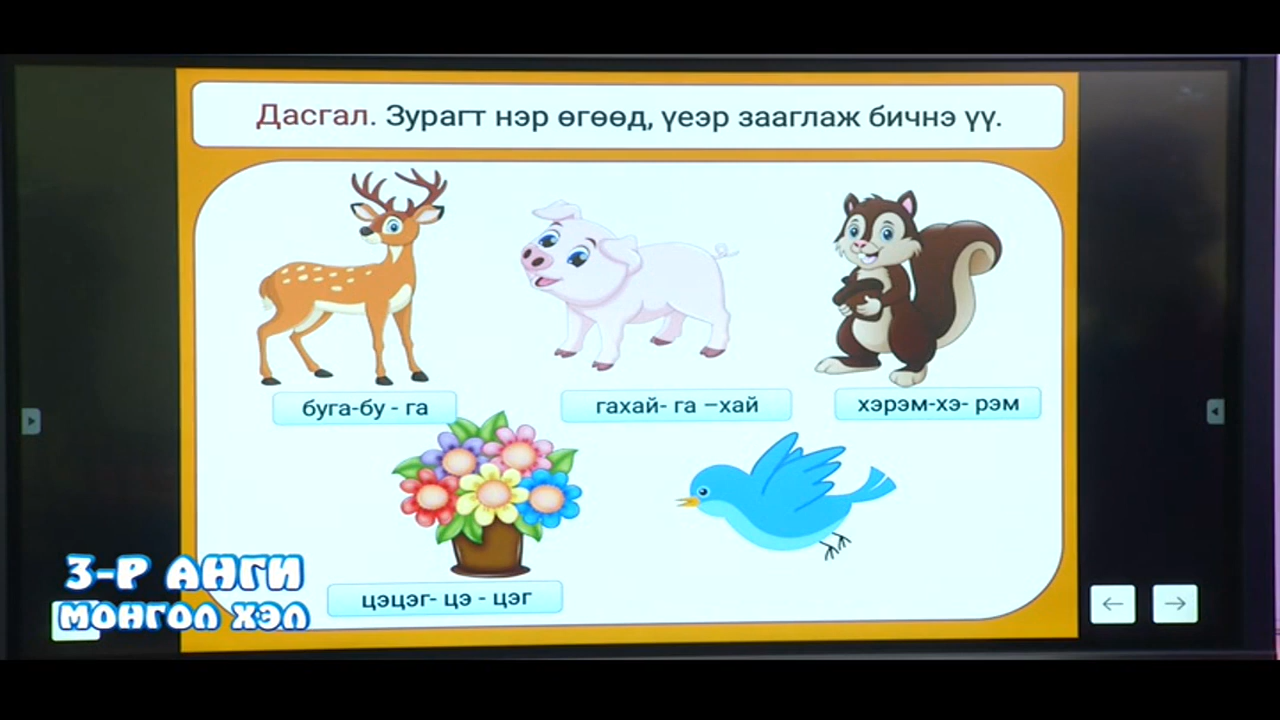 Дасгал. Зурагт нэр өгөөд, үеэр зааглаж бичнэ үү.
буга-бу - га
гахай- га –хай
хэрэм-хэ- рэм
цэцэг- цэ - цэг
3-Р АНГИ
МОНГОЛ ХЭЛ